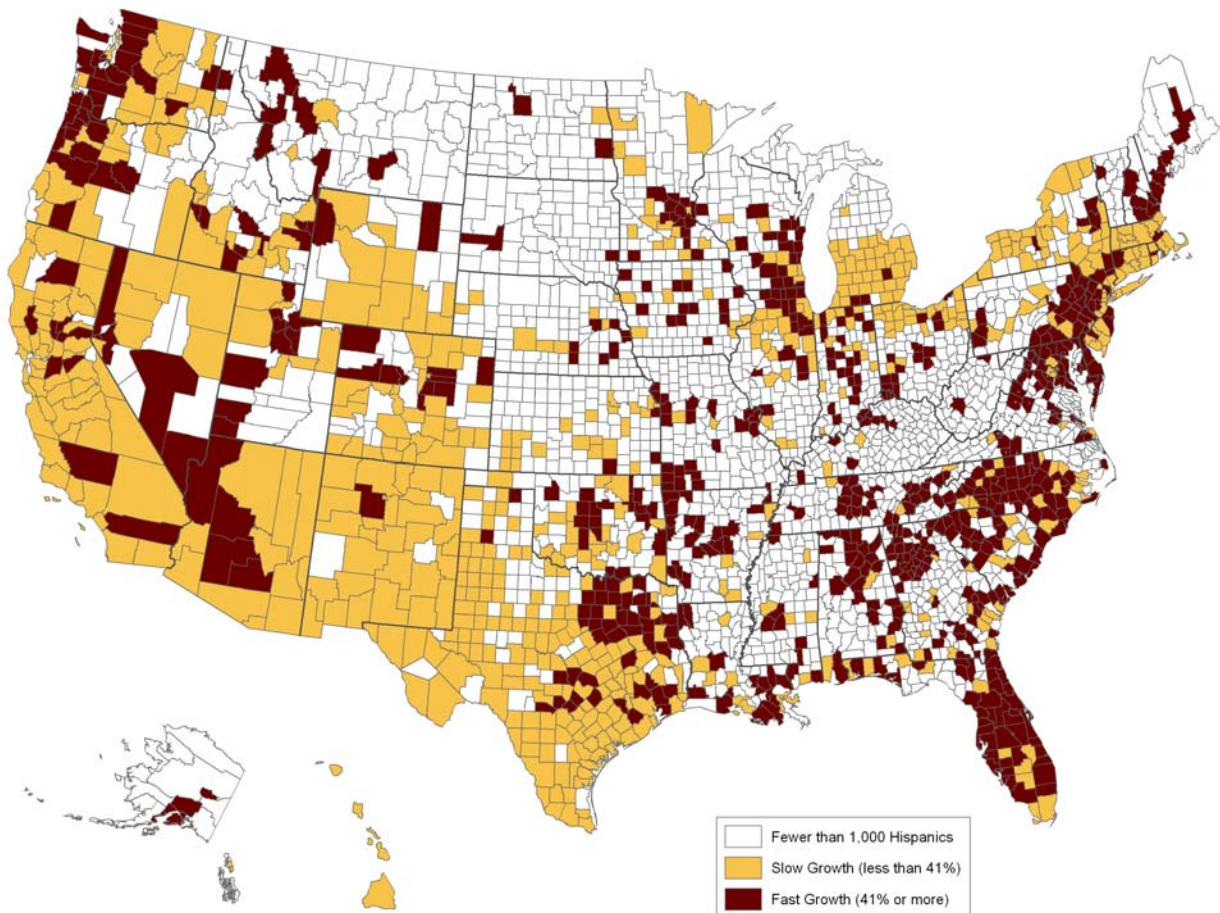 Fewer than 1,000 Hispanics
Slow Growth (less than 41%)
Fast Growth (41% or more)